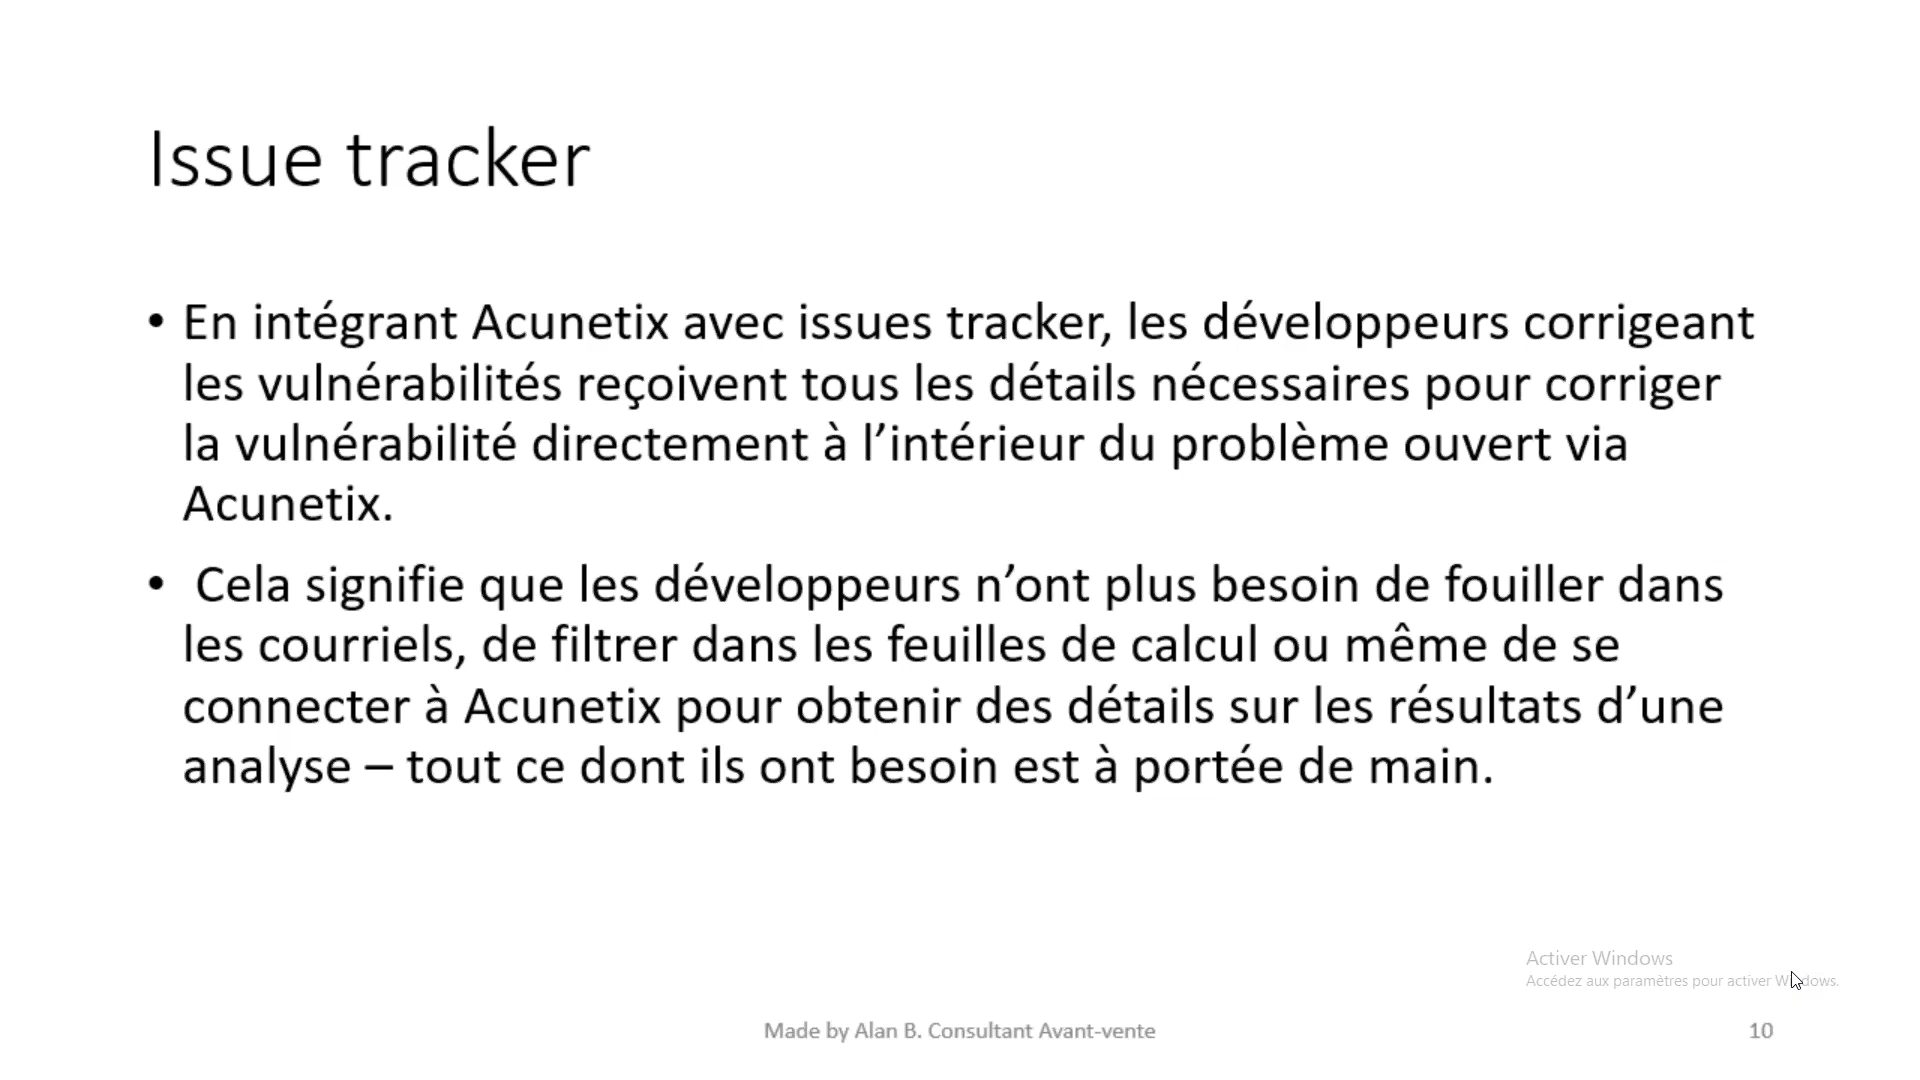 Issue tracker
• En intégrant Acunetix avec issues tracker, les développeurs corrigeant
les vulnérabilités reçoivent tous les détails nécessaires pour corriger
la vulnérabilité directement à l’intérieur du problème ouvert via
Acunetix.
• Cela signifie que les développeurs n’ont plus besoin de fouiller dans
les courriels, de filtrer dans les feuilles de calcul ou même de se
connecter à Acunetix pour obtenir des détails sur les résultats d’une
analyse – tout ce dont ils ont besoin est à portée de main.
Activer Windows
Accédez aux paramètres pour activer Windows.
Made by Alan B. Consultant Avant-vente
10